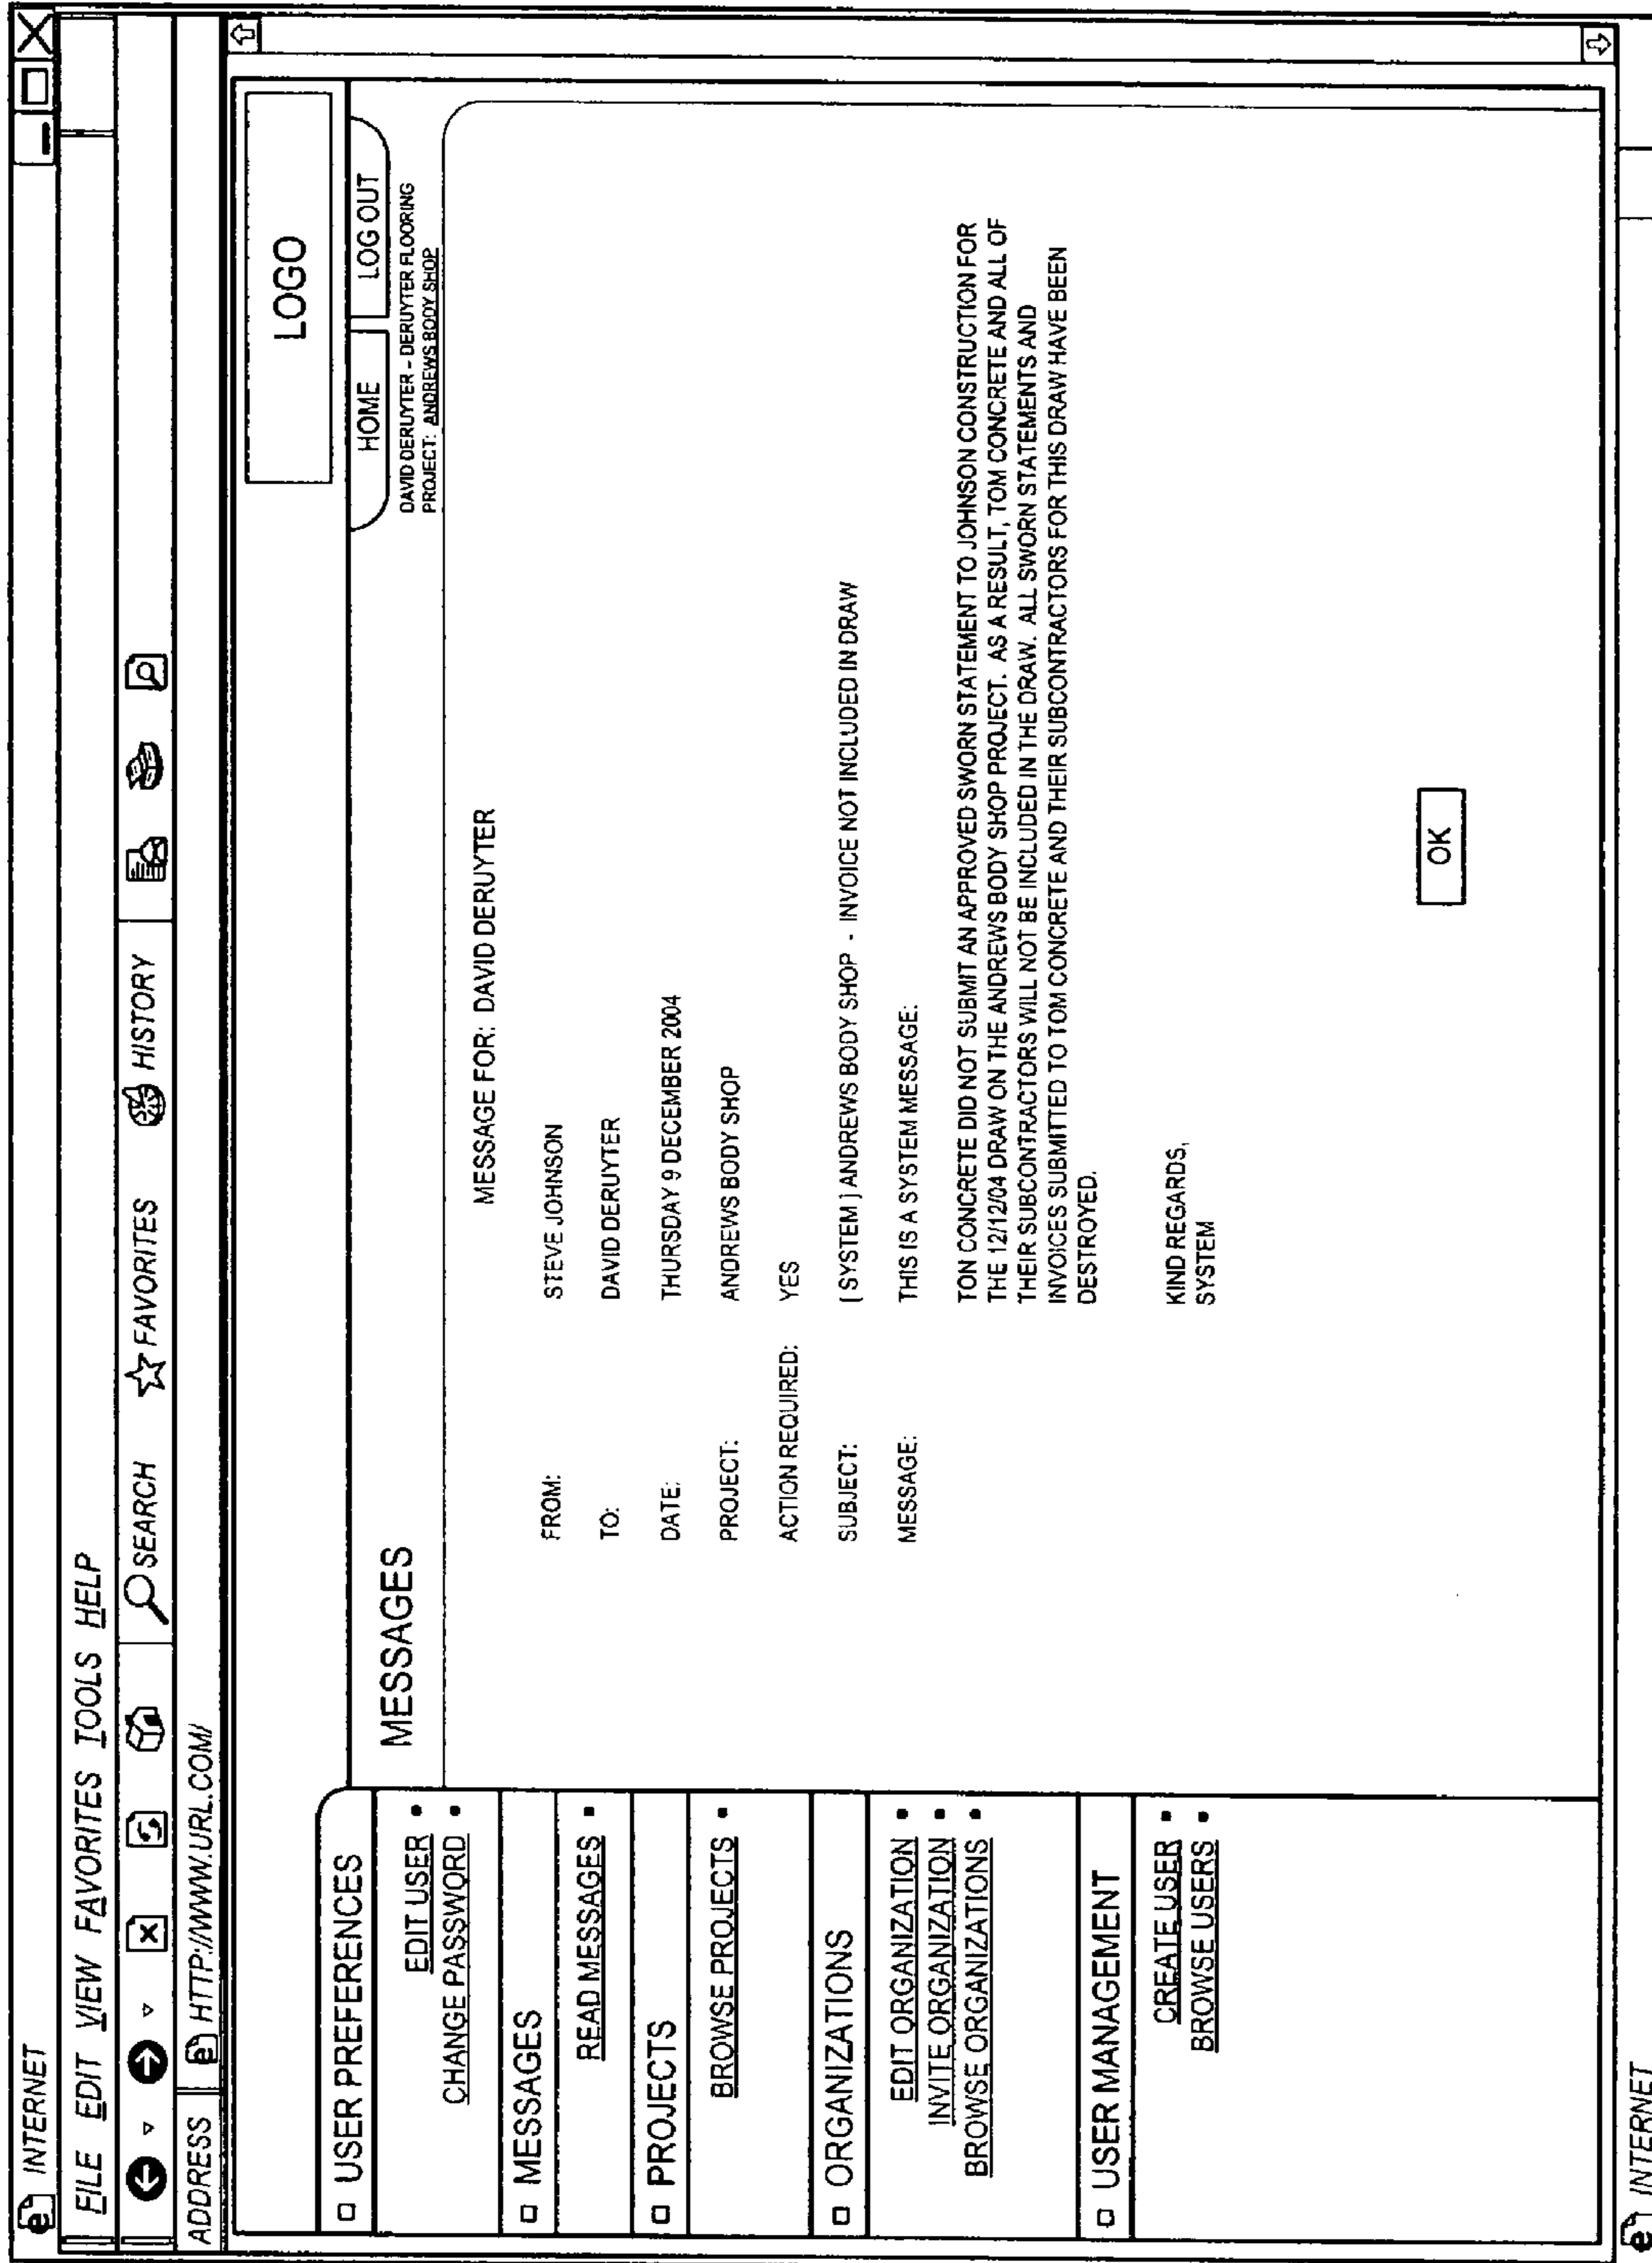 INTERNET
FILE EDIT VIEW FAVORITES TOOLS HELP
SEARCH FAVORITES HISTORY
ADDRESS HTTP://WWW.URL.COM/
LOGO
HOME LOG OUT
DAVID DERUYTER - DERUYTER FLOORING
PROJECT: ANDREWS BODY SHOP
USER PREFERENCES
EDIT USER
CHANGE PASSWORD
MESSAGES
READ MESSAGES
PROJECTS
BROWSE PROJECTS
ORGANIZATIONS
EDIT ORGANIZATION
INVITE ORGANIZATION
BROWSE ORGANIZATIONS
USER MANAGEMENT
CREATE USER
BROWSE USERS
MESSAGES
MESSAGE FOR: DAVID DERUYTER
FROM: STEVE JOHNSON
TO: DAVID DERUYTER
DATE: THURSDAY 9 DECEMBER 2004
PROJECT: ANDREWS BODY SHOP
ACTION REQUIRED: YES
SUBJECT: [ SYSTEM ] ANDREWS BODY SHOP - INVOICE NOT INCLUDED IN DRAW
MESSAGE: THIS IS A SYSTEM MESSAGE:
TON CONCRETE DID NOT SUBMIT AN APPROVED SWORN STATEMENT TO JOHNSON CONSTRUCTION FOR
THE 12/12/04 DRAW ON THE ANDREWS BODY SHOP PROJECT. AS A RESULT, TOM CONCRETE AND ALL OF
THEIR SUBCONTRACTORS WILL NOT BE INCLUDED IN THE DRAW. ALL SWORN STATEMENTS AND
INVOICES SUBMITTED TO TOM CONCRETE AND THEIR SUBCONTRACTORS FOR THIS DRAW HAVE BEEN
DESTROYED.
KIND REGARDS,
SYSTEM
OK
INTERNET